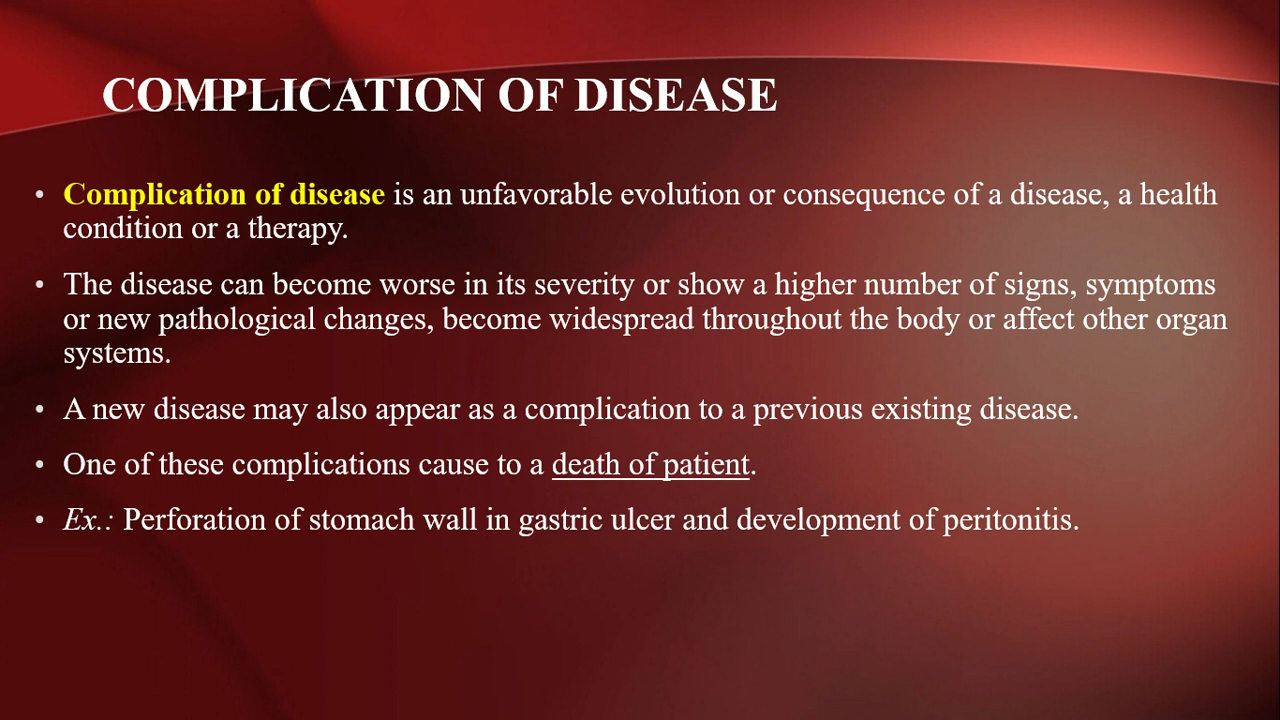 COMPLICATION OF DISEASE
• Complication of disease is an unfavorable evolution or consequence of a disease, a health
condition or a therapy.
• The disease can become worse in its severity or show a higher number of signs, symptoms
or new pathological changes, become widespread throughout the body or affect other organ
systems.
• A new disease may also appear as a complication to a previous existing disease.
• One of these complications cause to a death of patient.
• Ex.: Perforation of stomach wall in gastric ulcer and development of peritonitis.